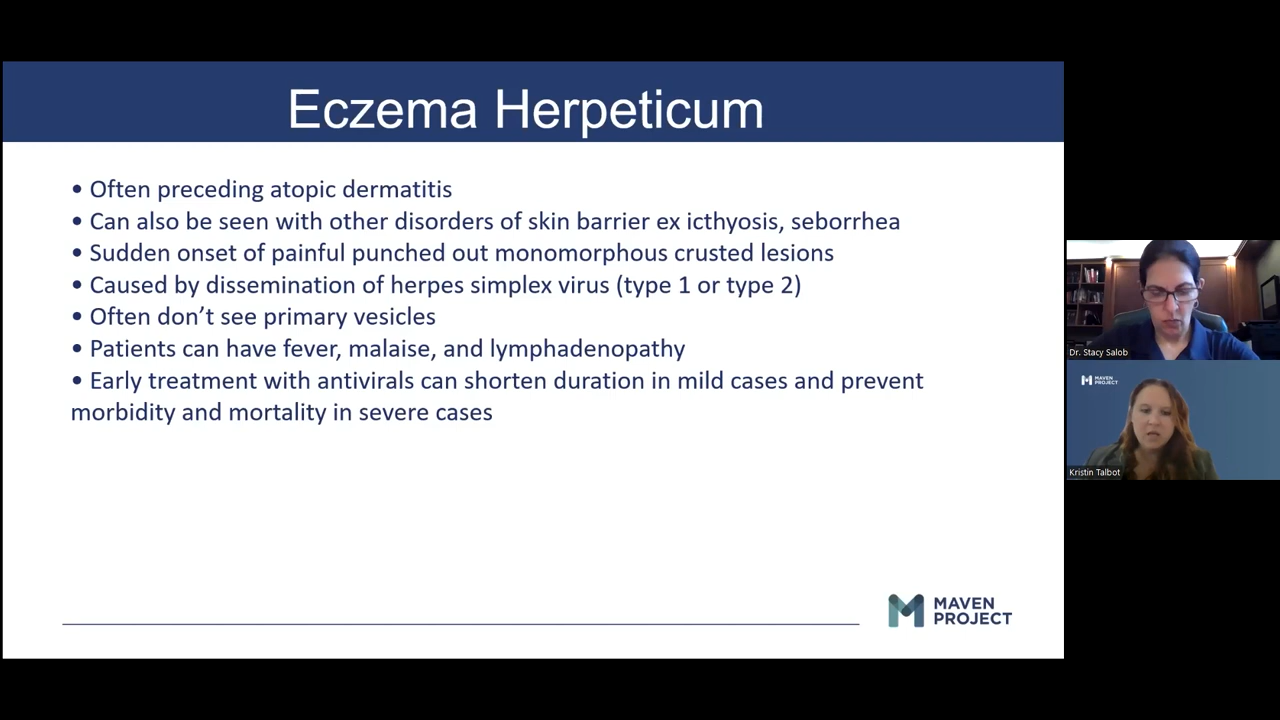 Eczema Herpeticum
• Often preceding atopic dermatitis
• Can also be seen with other disorders of skin barrier ex icthyosis, seborrhea
• Sudden onset of painful punched out monomorphous crusted lesions
• Caused by dissemination of herpes simplex virus (type 1 or type 2)
• Often don’t see primary vesicles
• Patients can have fever, malaise, and lymphadenopathy
• Early treatment with antivirals can shorten duration in mild cases and prevent
morbidity and mortality in severe cases
MAVEN
PROJECT
Dr. Stacy Salob
MAVEN
PROJECT
Kristin Talbot